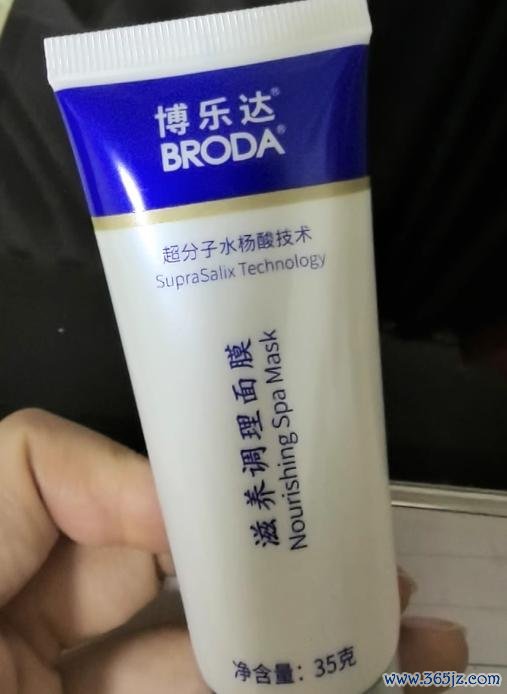 博乐达®
BRODA®
超分子水杨酸技术
SupraSalix Technology
滋养调理面膜
Nourishing Spa Mask
净含量：35克
www.365jz.com